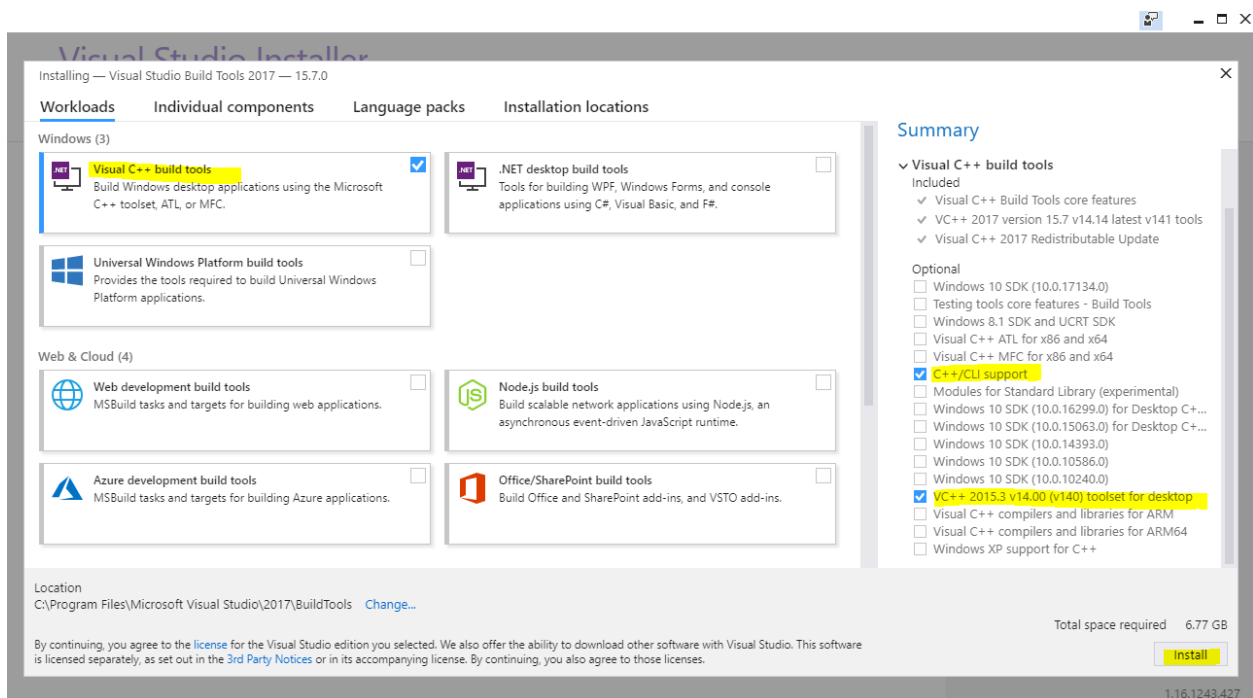 Visual Studio Installer
Installing — Visual Studio Build Tools 2017 — 15.7.0
Workloads
Individual components
Language packs
Installation locations
Windows (3)
.NET
Visual C++ build tools
Build Windows desktop applications using the Microsoft
C++ toolset, ATL, or MFC.
.NET
.NET desktop build tools
Tools for building WPF, Windows Forms, and console
applications using C#, Visual Basic, and F#.
Universal Windows Platform build tools
Provides the tools required to build Universal Windows
Platform applications.
Web & Cloud (4)
Web development build tools
MSBuild tasks and targets for building web applications.
JS
Node.js build tools
Build scalable network applications using Node.js, an
asynchronous event-driven JavaScript runtime.
Azure development build tools
MSBuild tasks and targets for building Azure applications.
Office/SharePoint build tools
Build Office and SharePoint add-ins, and VSTO add-ins.
Summary
Visual C++ build tools
Included
Visual C++ Build Tools core features
VC++ 2017 version 15.7 v14.14 latest v141 tools
Visual C++ 2017 Redistributable Update
Optional
Windows 10 SDK (10.0.17134.0)
Testing tools core features - Build Tools
Windows 8.1 SDK and UCRT SDK
Visual C++ ATL for x86 and x64
Visual C++ MFC for x86 and x64
C++/CLI support
Modules for Standard Library (experimental)
Windows 10 SDK (10.0.16299.0) for Desktop C+...
Windows 10 SDK (10.0.15063.0) for Desktop C+...
Windows 10 SDK (10.0.14393.0)
Windows 10 SDK (10.0.10586.0)
Windows 10 SDK (10.0.10240.0)
VC++ 2015.3 v14.00 (v140) toolset for desktop
Visual C++ compilers and libraries for ARM
Visual C++ compilers and libraries for ARM64
Windows XP support for C++
Location
C:\Program Files\Microsoft Visual Studio\2017\BuildTools Change...
Total space required 6.77 GB
By continuing, you agree to the license for the Visual Studio edition you selected. We also offer the ability to download other software with Visual Studio. This software
is licensed separately, as set out in the 3rd Party Notices or in its accompanying license. By continuing, you also agree to those licenses.
Install
1.16.1243.427